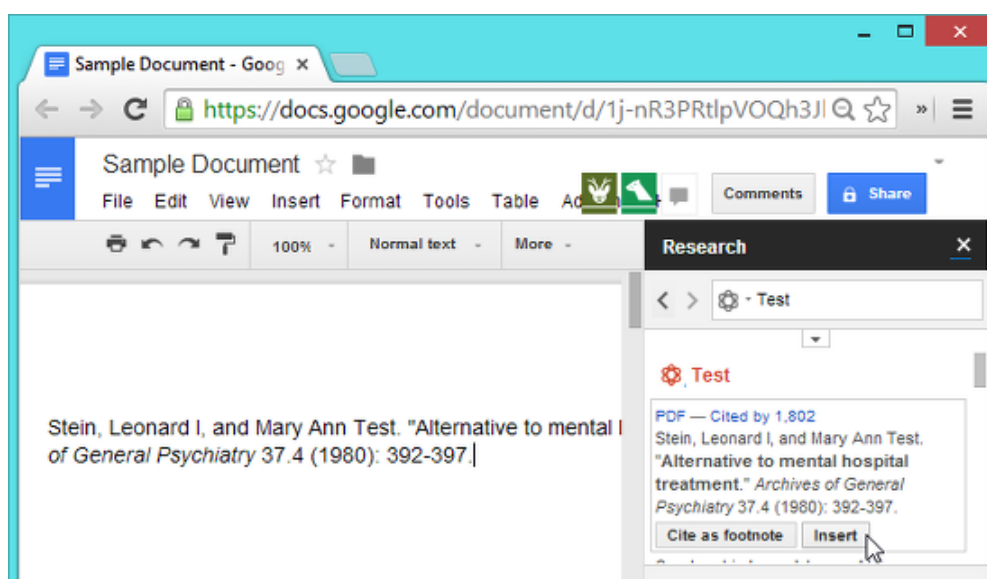 Sample Document - Goog
https://docs.google.com/document/d/1j-nR3PRtlpVOQh3Jl
Sample Document
File Edit View Insert Format Tools Table
Comments Share
100% Normal text More
Research
Test
Test
PDF — Cited by 1,802
Stein, Leonard I, and Mary Ann Test.
"Alternative to mental hospital
treatment." Archives of General
Psychiatry 37.4 (1980): 392-397.
Cite as footnote Insert
Stein, Leonard I, and Mary Ann Test. "Alternative to mental
of General Psychiatry 37.4 (1980): 392-397.